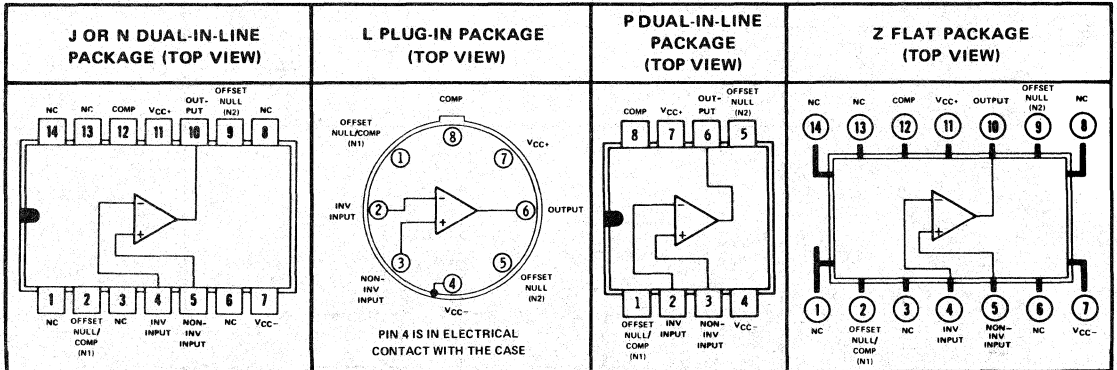 J OR N DUAL-IN-LINE
PACKAGE (TOP VIEW)
NC
NC
COMP
VCC+
OUT-
PUT
OFFSET
NULL
(N2)
NC
14
13
12
11
10
9
8
-
+
1
2
3
4
5
6
7
NC
OFFSET
NULL/
COMP
(N1)
NC
INV
INPUT
NON-
INV
INPUT
NC
VCC-
L PLUG-IN PACKAGE
(TOP VIEW)
COMP
OFFSET
NULL/COMP
(N1)
8
1
7
VCC+
INV
INPUT
2
-
+
6
OUTPUT
3
5
NON-
INV
INPUT
4
OFFSET
NULL
(N2)
VCC-
PIN 4 IS IN ELECTRICAL
CONTACT WITH THE CASE
P DUAL-IN-LINE
PACKAGE
(TOP VIEW)
COMP
VCC+
OUT-
PUT
OFFSET
NULL
(N2)
8
7
6
5
-
+
1
2
3
4
OFFSET
NULL/
COMP
(N1)
INV
INPUT
NON-
INV
INPUT
VCC-
Z FLAT PACKAGE
(TOP VIEW)
NC
NC
COMP
VCC+
OUTPUT
OFFSET
NULL
(N2)
NC
14
13
12
11
10
9
8
-
+
1
2
3
4
5
6
7
NC
OFFSET
NULL/
COMP
(N1)
NC
INV
INPUT
NON-
INV
INPUT
NC
VCC-